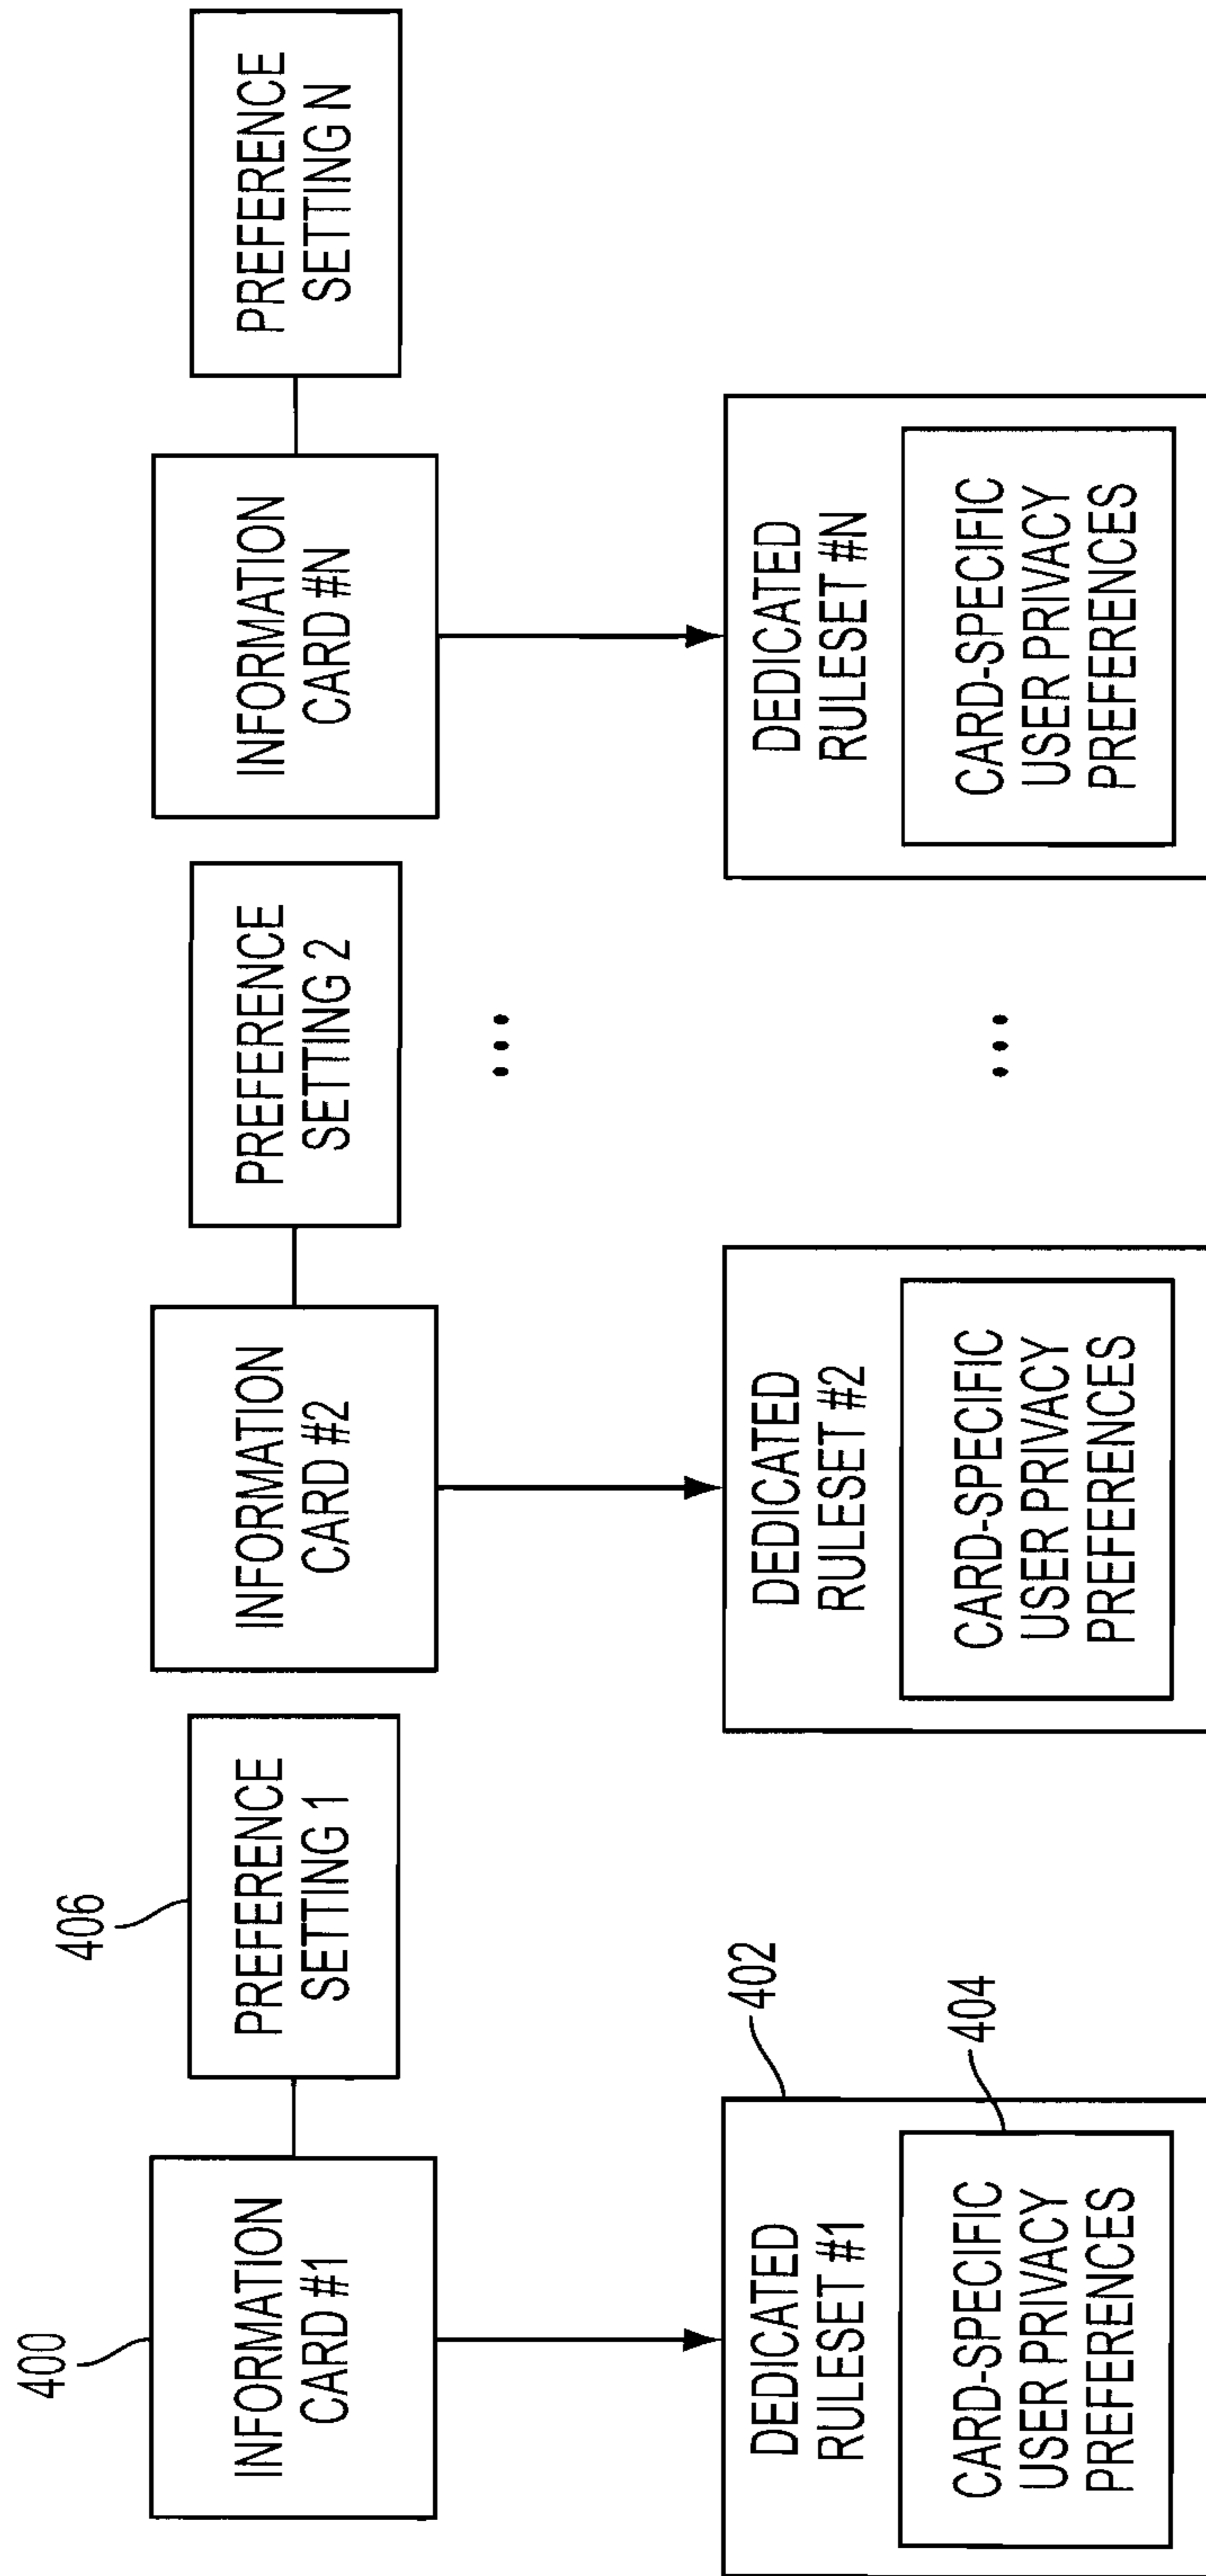 400
INFORMATION
CARD #1
406
PREFERENCE
SETTING 1
INFORMATION
CARD #2
PREFERENCE
SETTING 2
INFORMATION
CARD #N
PREFERENCE
SETTING N
...
402
DEDICATED
RULESET #1
404
CARD-SPECIFIC
USER PRIVACY
PREFERENCES
DEDICATED
RULESET #2
CARD-SPECIFIC
USER PRIVACY
PREFERENCES
...
DEDICATED
RULESET #N
CARD-SPECIFIC
USER PRIVACY
PREFERENCES